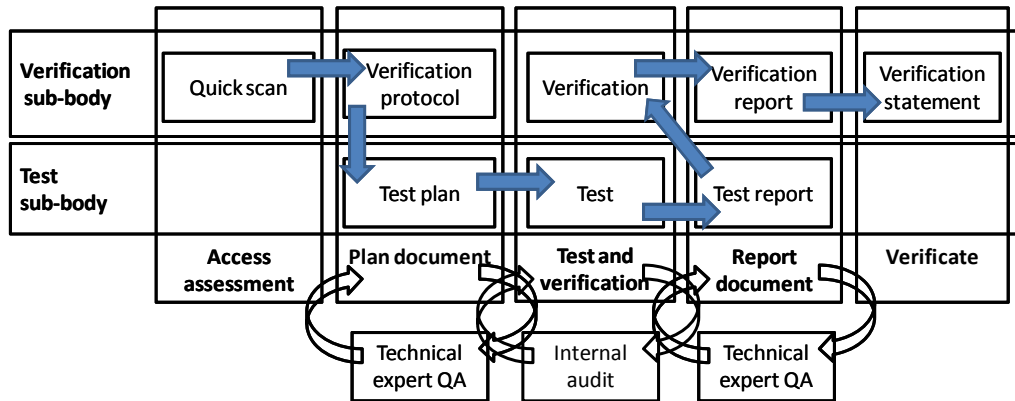 Verification
sub-body
Quick scan
Verification
protocol
Verification
Verification
report
Verification
statement
Test
sub-body
Test plan
Test
Test report
Access
assessment
Plan document
Test and
verification
Report
document
Verificate
Technical
expert QA
Internal
audit
Technical
expert QA